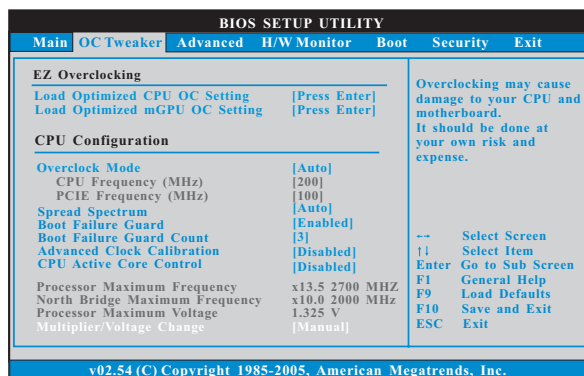 BIOS SETUP UTILITY
Main OC Tweaker Advanced H/W Monitor Boot Security Exit
EZ Overclocking
Load Optimized CPU OC Setting [Press Enter]
Load Optimized mGPU OC Setting [Press Enter]
CPU Configuration
Overclock Mode [Auto]
CPU Frequency (MHz) [200]
PCIE Frequency (MHz) [100]
Spread Spectrum [Auto]
Boot Failure Guard [Enabled]
Boot Failure Guard Count [3]
Advanced Clock Calibration [Disabled]
CPU Active Core Control [Disabled]
Processor Maximum Frequency x13.5 2700 MHZ
North Bridge Maximum Frequency x10.0 2000 MHz
Processor Maximum Voltage 1.325 V
Multiplier/Voltage Change [Manual]
Overclocking may cause
damage to your CPU and
motherboard.
It should be done at
your own risk and
expense.
←→ Select Screen
↑↓ Select Item
Enter Go to Sub Screen
F1 General Help
F9 Load Defaults
F10 Save and Exit
ESC Exit
v02.54 (C) Copyright 1985-2005, American Megatrends, Inc.